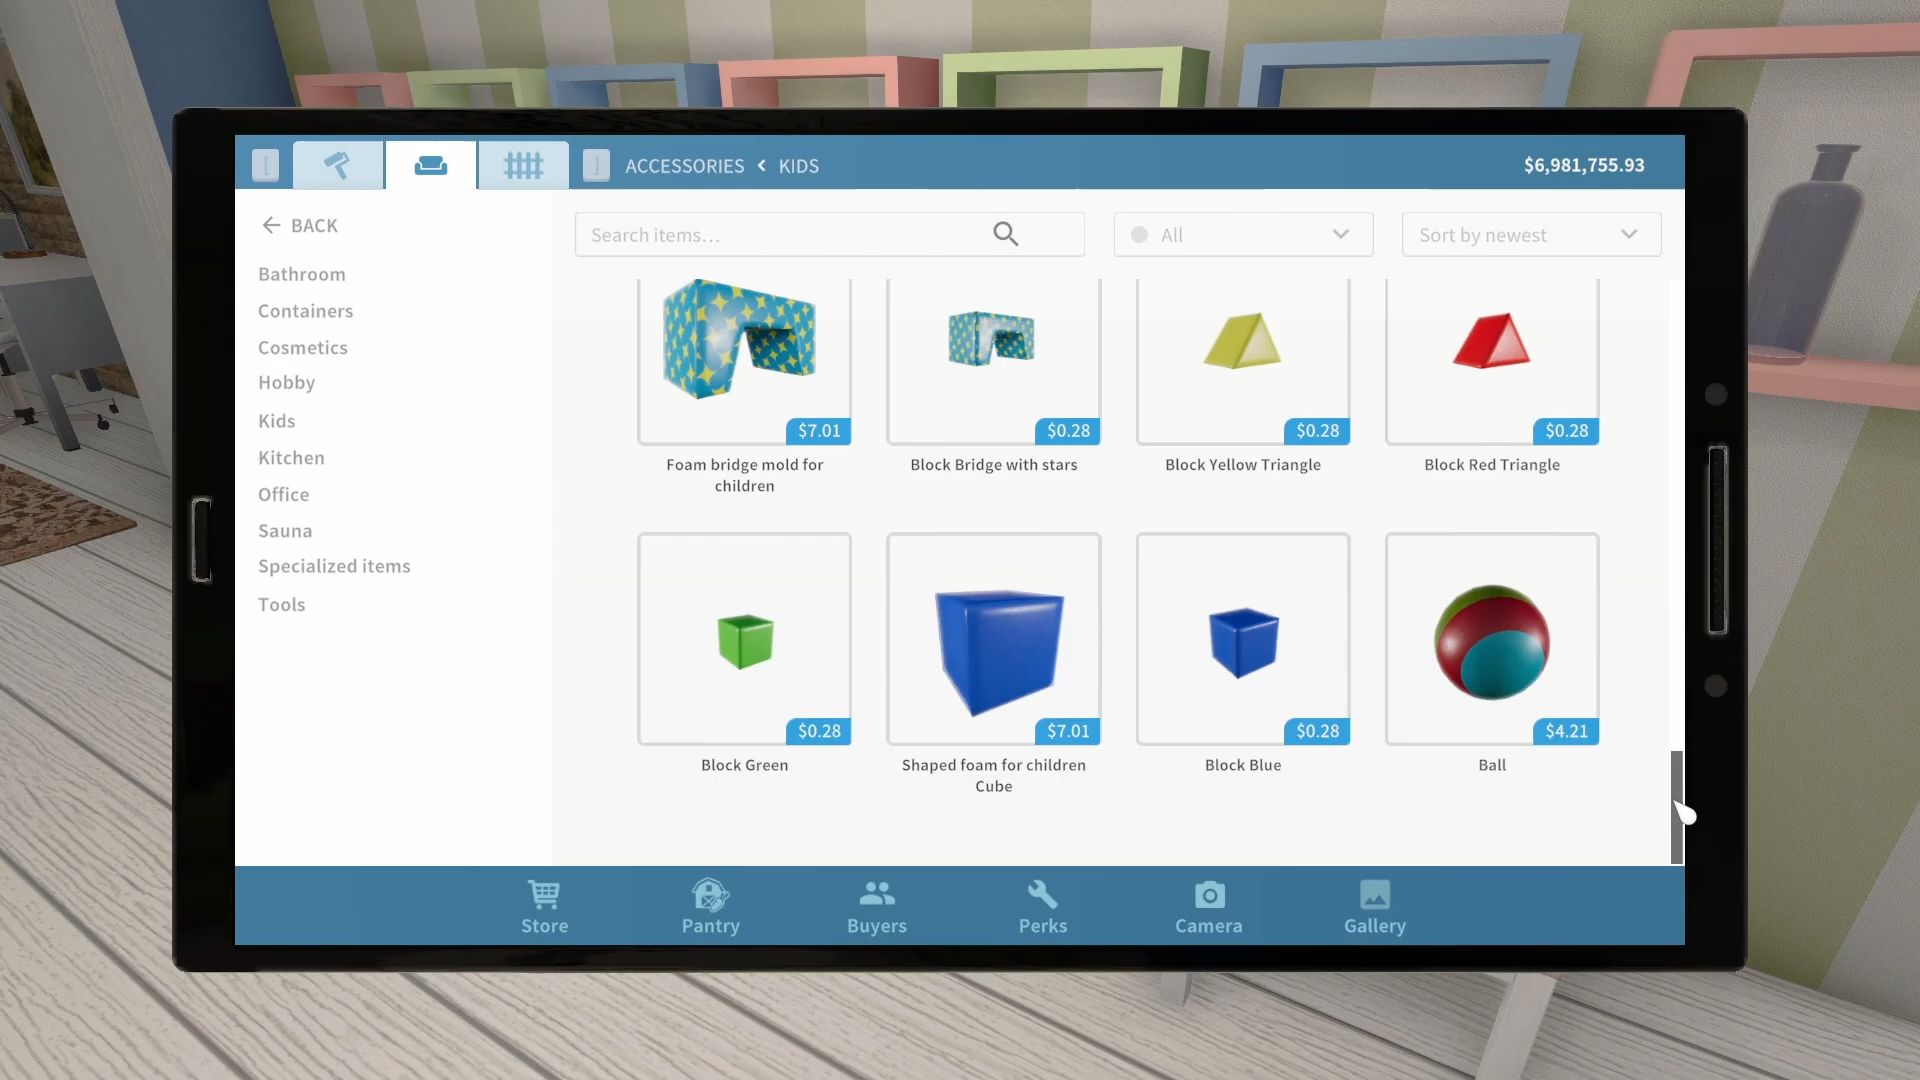 [
]
ACCESSORIES < KIDS
$6,981,755.93
BACK
Bathroom
Containers
Cosmetics
Hobby
Kids
Kitchen
Office
Sauna
Specialized items
Tools
Search items...
All
Sort by newest
$7.01
$0.28
$0.28
$0.28
Foam bridge mold for
children
Block Bridge with stars
Block Yellow Triangle
Block Red Triangle
$0.28
$7.01
$0.28
$4.21
Block Green
Shaped foam for children
Cube
Block Blue
Ball
Store
Pantry
Buyers
Perks
Camera
Gallery